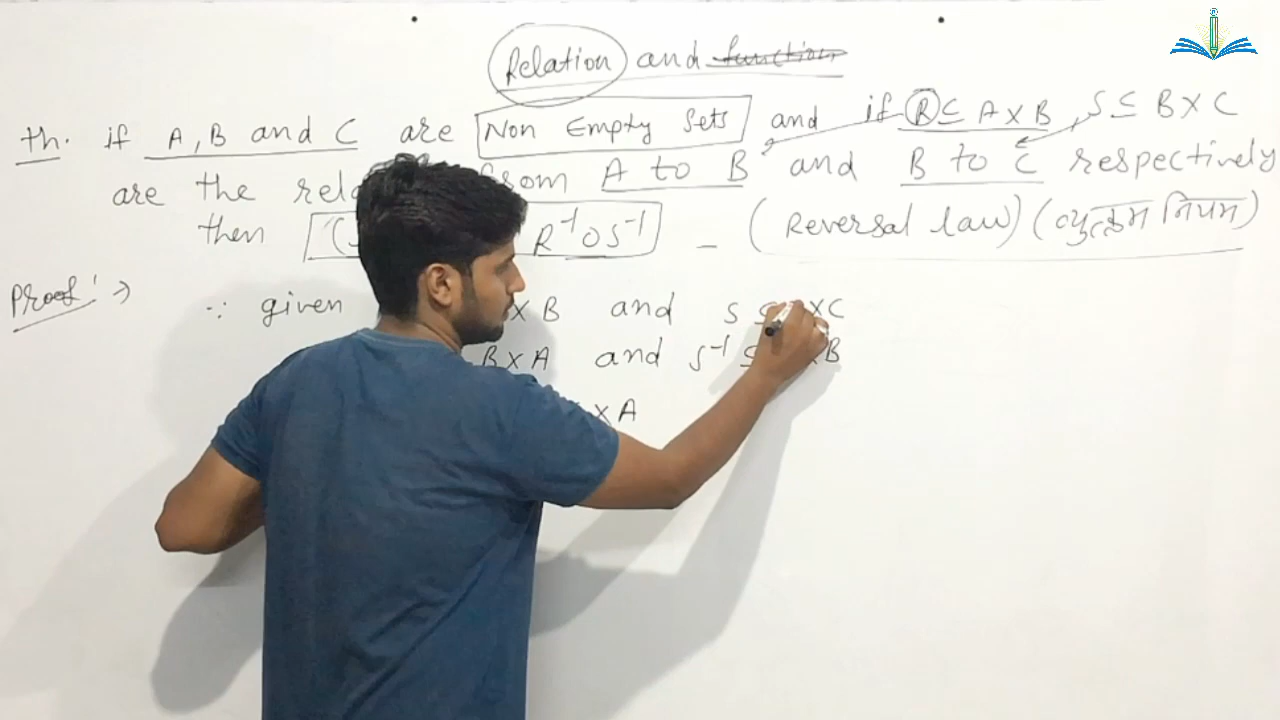 Relation and function
th. if A, B and C are Non Empty Sets and if R ⊆ A×B, S ⊆ B×C
are the from A to B and B to C respectively
then R⁻¹OS⁻¹ – (Reversal law) (व्युत्क्रम नियम)
Proof :→ ∵ given ×B and S ×C
B×A and S⁻¹ ⊆ ×B
×A